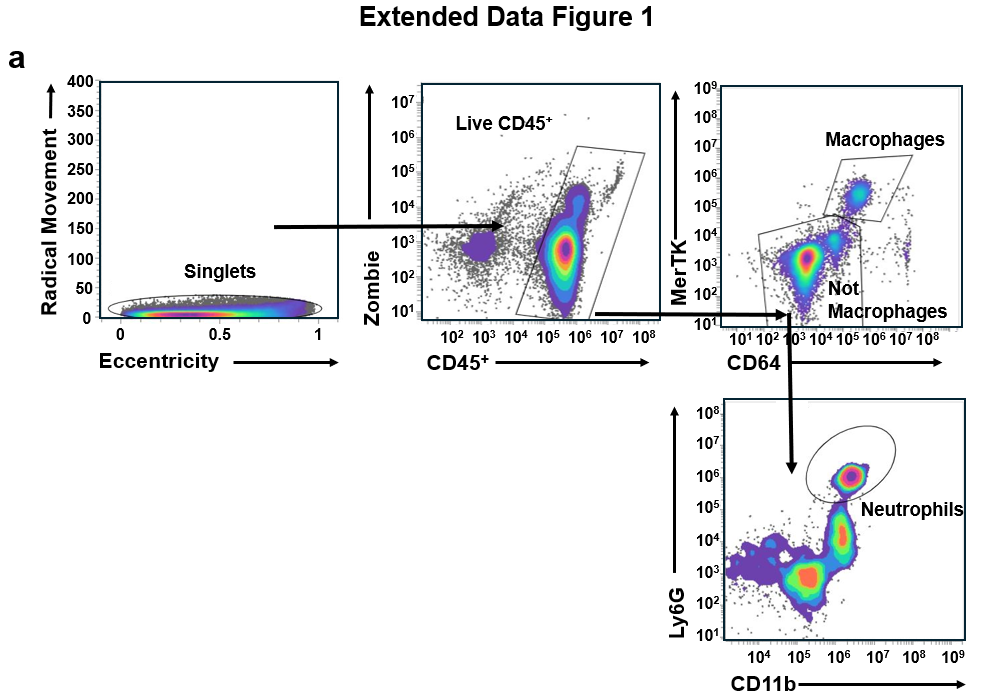 Extended Data Figure 1
a
Radical Movement
400
350
300
250
200
150
100
50
0
Singlets
0 0.5 1
Eccentricity
Zombie
10⁷
10⁶
10⁵
10⁴
10³
10²
10¹
Live CD45⁺
10² 10³ 10⁴ 10⁵ 10⁶ 10⁷ 10⁸
CD45⁺
MerTK
10⁹
10⁸
10⁷
10⁶
10⁵
10⁴
10³
10²
10¹
Macrophages
Not
Macrophages
10¹ 10² 10³ 10⁴ 10⁵ 10⁶ 10⁷ 10⁸
CD64
Ly6G
10⁸
10⁷
10⁶
10⁵
10⁴
10³
10²
10¹
Neutrophils
10⁴ 10⁵ 10⁶ 10⁷ 10⁸ 10⁹
CD11b